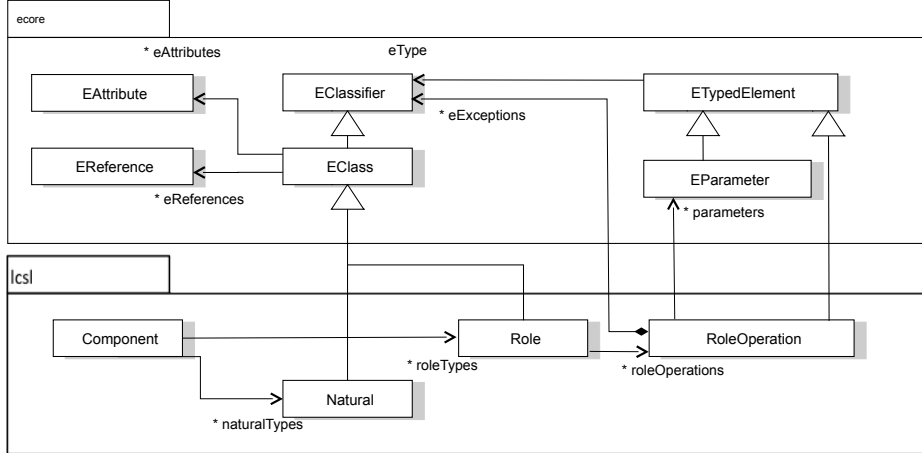 ecore
* eAttributes
eType
EAttribute
EClassifier
ETypedElement
* eExceptions
EReference
EClass
EParameter
* eReferences
* parameters
lcsl
Component
Role
RoleOperation
* roleTypes
* roleOperations
Natural
* naturalTypes